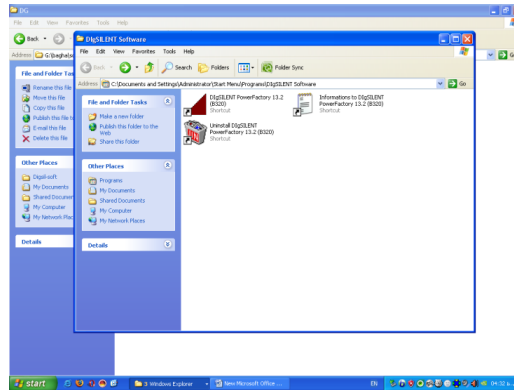 DG
File Edit View Favorites Tools Help
Back
Address G:\bagha
File and Folder Tas
Rename this file
Move this file
Copy this file
Publish this file to
E-mail this file
Delete this file
Other Places
Digsil-soft
My Documents
Shared Documen
My Computer
My Network Plac
Details
DIgSILENT Software
File Edit View Favorites Tools Help
Back Search Folders Folder Sync
Address C:\Documents and Settings\Administrator\Start Menu\Programs\DIgSILENT Software Go
File and Folder Tasks
Make a new folder
Publish this folder to the
Web
Share this folder
Other Places
Programs
My Documents
Shared Documents
My Computer
My Network Places
Details
DIgSILENT PowerFactory 13.2
(B320)
Shortcut
Informations to DIgSILENT
PowerFactory 13.2 (B320)
Shortcut
Uninstall DIgSILENT
PowerFactory 13.2 (B320)
Shortcut
start 3 Windows Explorer New Microsoft Office ... EN 04:32